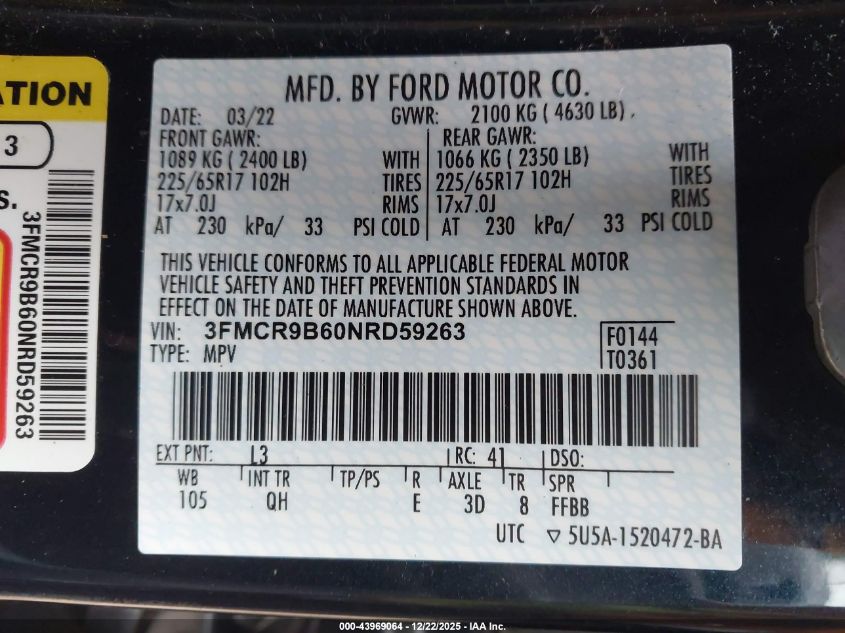 ATION
3
S.
3FMCR9B60NRD59263
MFD. BY FORD MOTOR CO.
DATE: 03/22 GVWR: 2100 KG ( 4630 LB)
FRONT GAWR: REAR GAWR:
1089 KG ( 2400 LB) WITH 1066 KG ( 2350 LB) WITH
225/65R17 102H TIRES 225/65R17 102H TIRES
17x7.0J RIMS 17x7.0J RIMS
AT 230 kPa/ 33 PSI COLD AT 230 kPa/ 33 PSI COLD
THIS VEHICLE CONFORMS TO ALL APPLICABLE FEDERAL MOTOR
VEHICLE SAFETY AND THEFT PREVENTION STANDARDS IN
EFFECT ON THE DATE OF MANUFACTURE SHOWN ABOVE.
VIN: 3FMCR9B60NRD59263 F0144
TYPE: MPV T0361
EXT PNT: L3 RC: 41 DSO:
WB INT TR TP/PS R AXLE TR SPR
105 QH E 3D 8 FFBB
UTC ▽ 5U5A-1520472-BA
000-43969064 - 12/22/2025 - IAA Inc.